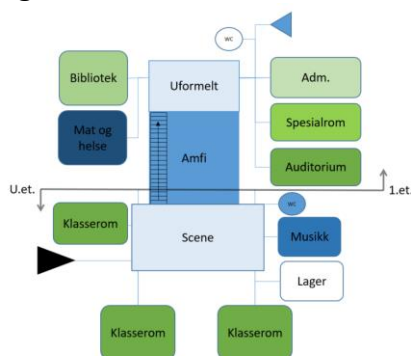 WC
Bibliotek
Uformelt
Adm.
Mat og
helse
Spesialrom
Amfi
Auditorium
U.et.
1.et.
Klasserom
WC
Scene
Musikk
Lager
Klasserom
Klasserom